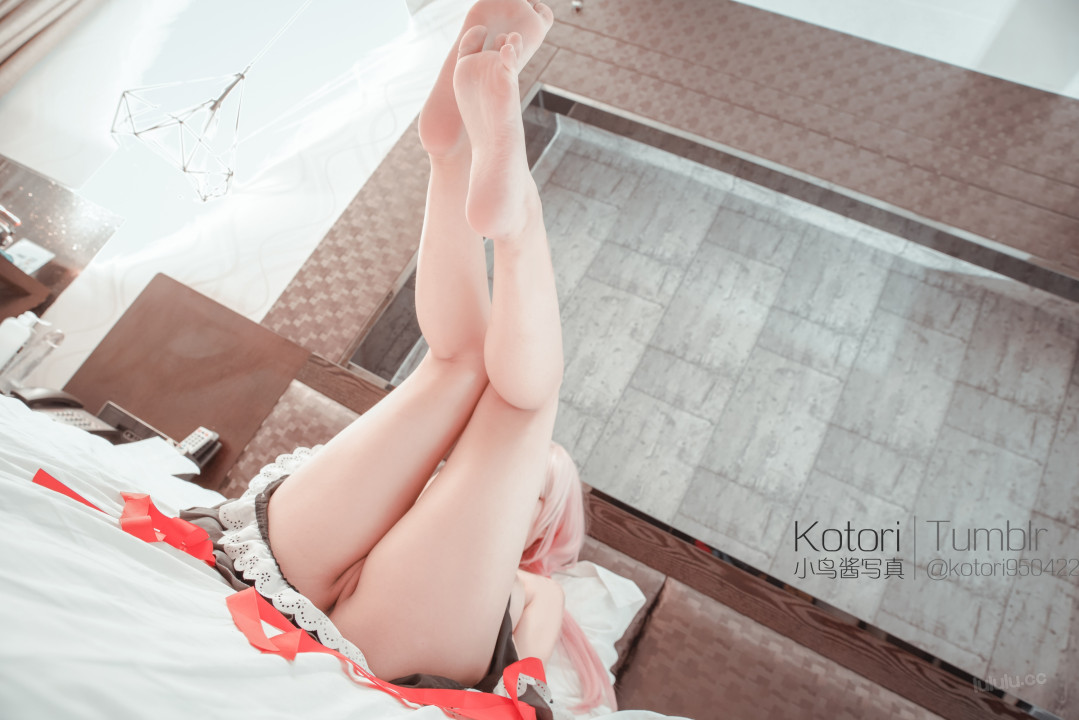 Kotori | Tumblr
小鸟酱写真 | @kotori950422
lululu.cc